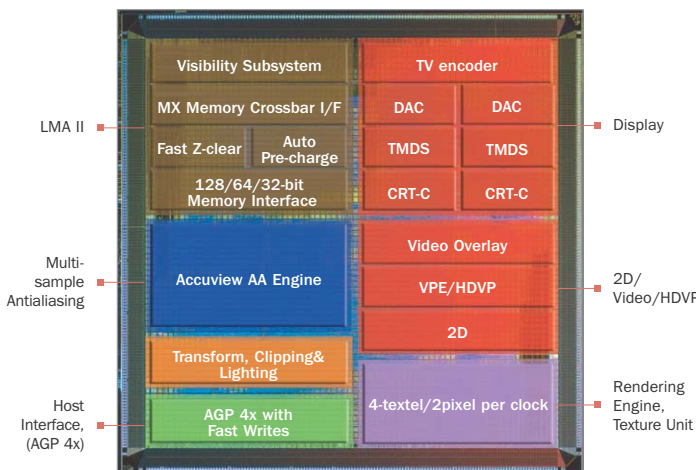 LMA II
Multi-
sample
Antialiasing
Host
Interface,
(AGP 4x)
Visibility Subsystem
MX Memory Crossbar I/F
Fast Z-clear
Auto
Pre-charge
128/64/32-bit
Memory Interface
Accuview AA Engine
Transform, Clipping&
Lighting
AGP 4x with
Fast Writes
TV encoder
DAC
DAC
TMDS
TMDS
CRT-C
CRT-C
Video Overlay
VPE/HDVP
2D
4-textel/2pixel per clock
Display
2D/
Video/HDVP
Rendering
Engine,
Texture Unit